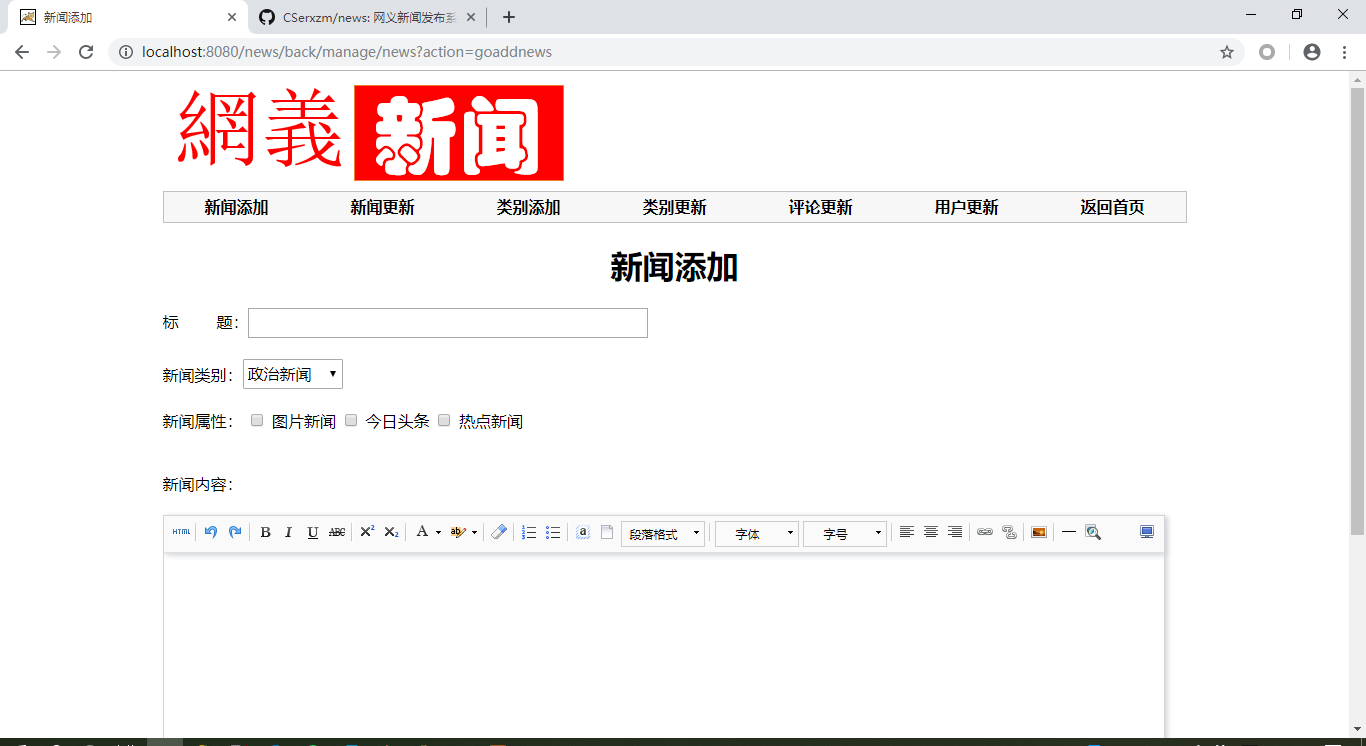 新闻添加
CSerxzm/news: 网义新闻发布系
localhost:8080/news/back/manage/news?action=goaddnews
網義 新闻
新闻添加 新闻更新 类别添加 类别更新 评论更新 用户更新 返回首页
新闻添加
标 题：
新闻类别： 政治新闻
新闻属性： 图片新闻 今日头条 热点新闻
新闻内容：
HTML B I U ABC X² X₂ A ab a 段落格式 字体 字号